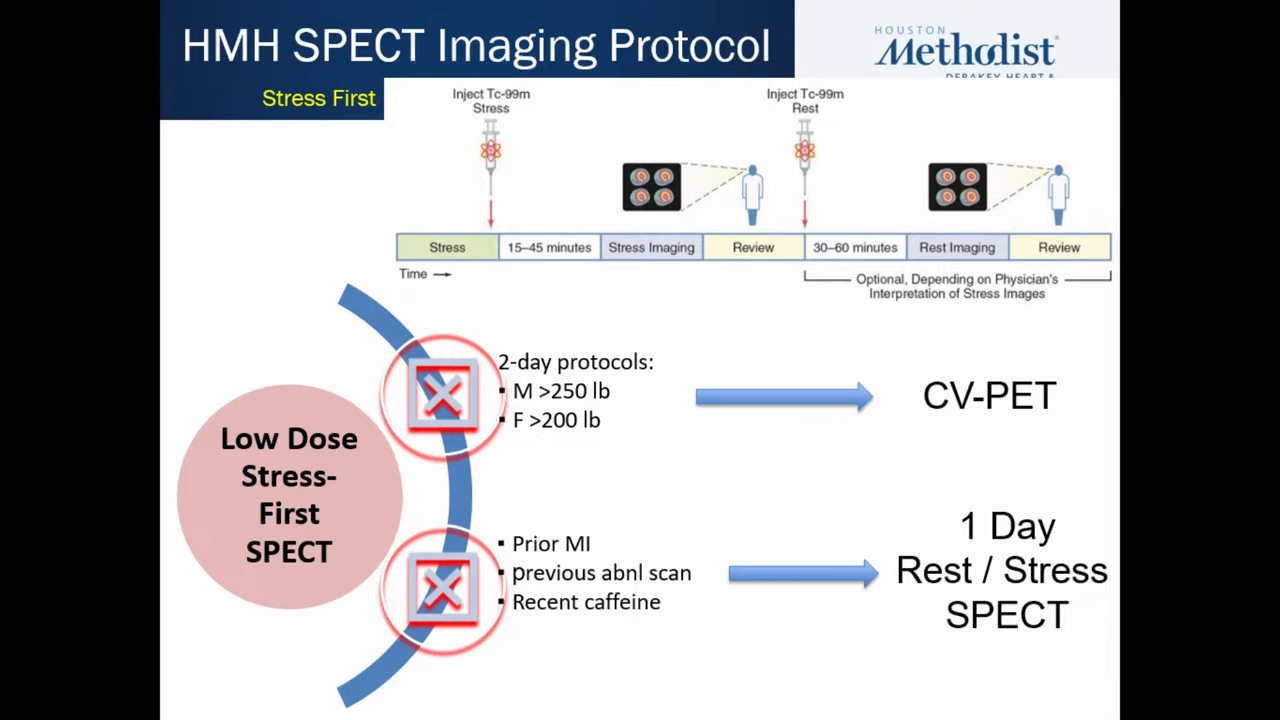 HMH SPECT Imaging Protocol
HOUSTON
Methodist
DEBAKEY HEART &
Stress First
Inject Tc-99m
Stress
Inject Tc-99m
Rest
Stress
15–45 minutes
Stress Imaging
Review
30–60 minutes
Rest Imaging
Review
Time
Optional, Depending on Physician's
Interpretation of Stress Images
Low Dose
Stress-
First
SPECT
2-day protocols:
▪ M >250 lb
▪ F >200 lb
CV-PET
▪ Prior MI
▪ previous abnl scan
▪ Recent caffeine
1 Day
Rest / Stress
SPECT